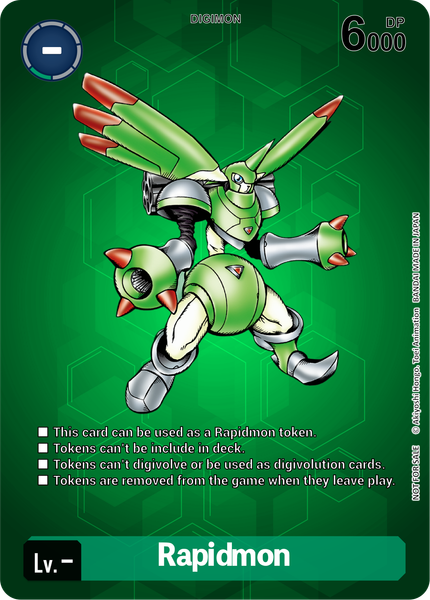 DIGIMON
DP
6000
-
■ This card can be used as a Rapidmon token.
■ Tokens can't be include in deck.
■ Tokens can't digivolve or be used as digivolution cards.
■ Tokens are removed from the game when they leave play.
NOT FOR SALE © Akiyoshi Hongo, Toei Animation BANDAI MADE IN JAPAN
Lv.-
Rapidmon